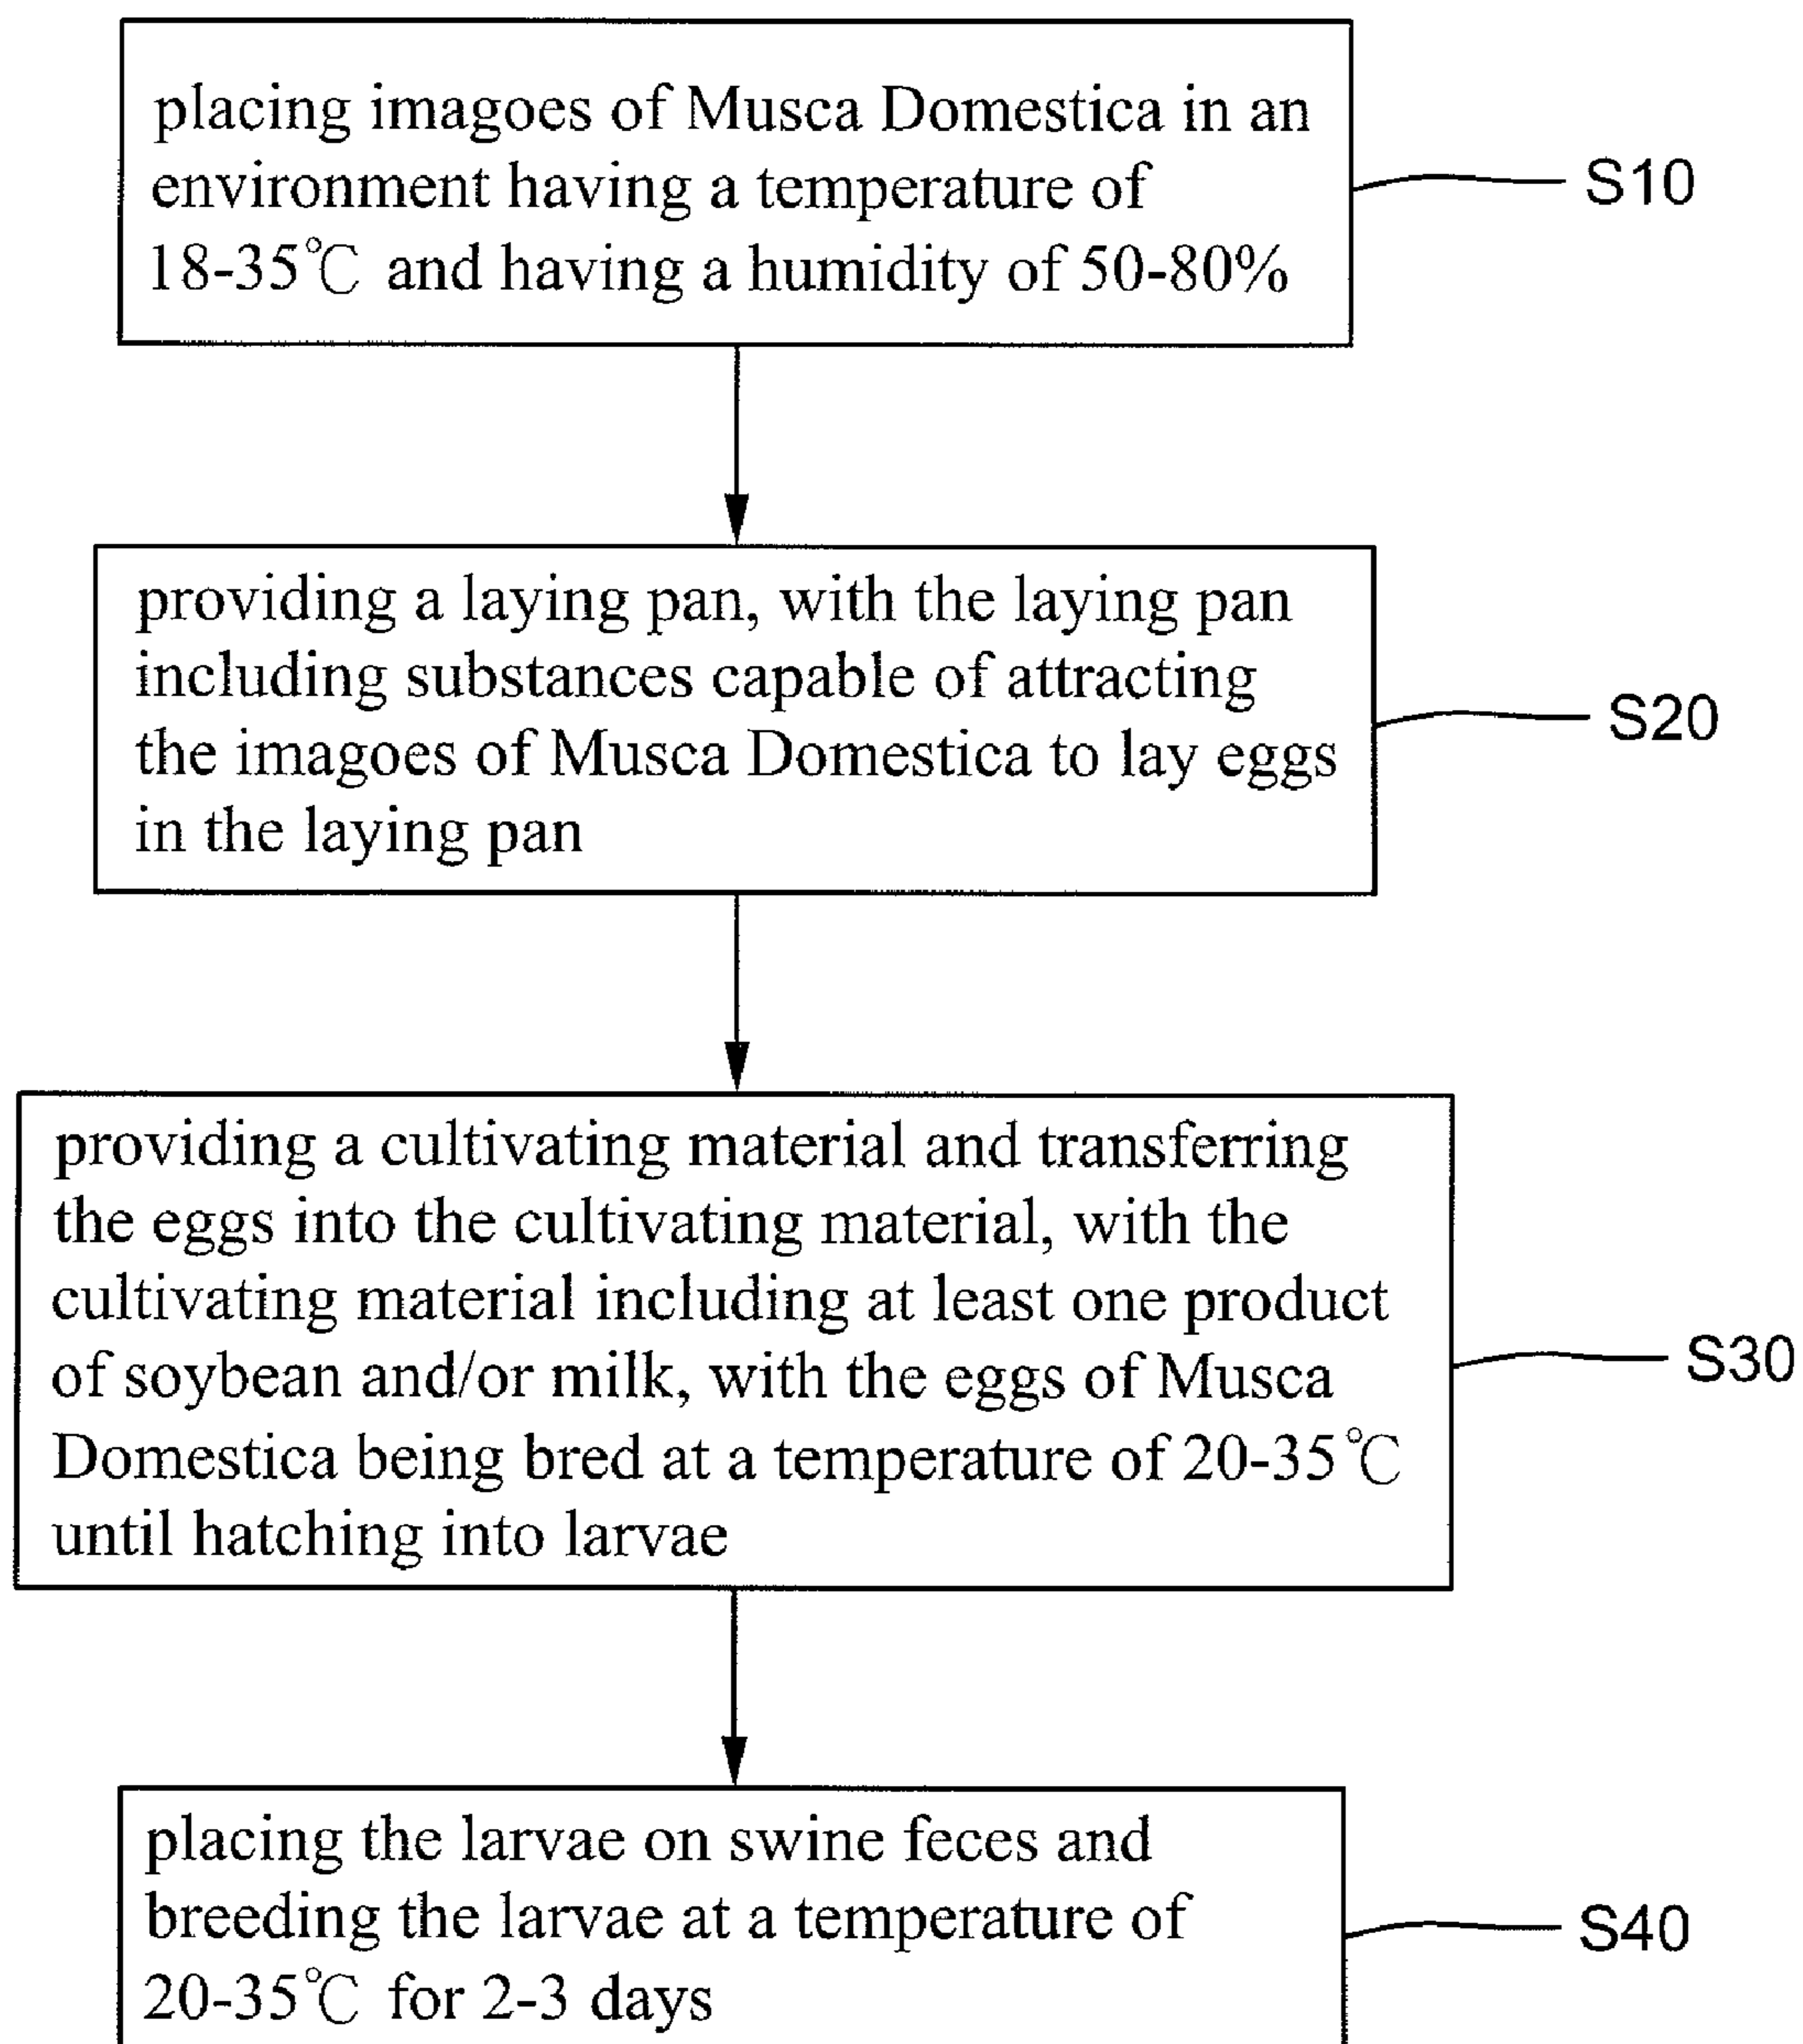 placing imagoes of Musca Domestica in an
environment having a temperature of
18-35℃ and having a humidity of 50-80%
S10
providing a laying pan, with the laying pan
including substances capable of attracting
the imagoes of Musca Domestica to lay eggs
in the laying pan
S20
providing a cultivating material and transferring
the eggs into the cultivating material, with the
cultivating material including at least one product
of soybean and/or milk, with the eggs of Musca
Domestica being bred at a temperature of 20-35℃
until hatching into larvae
S30
placing the larvae on swine feces and
breeding the larvae at a temperature of
20-35℃ for 2-3 days
S40